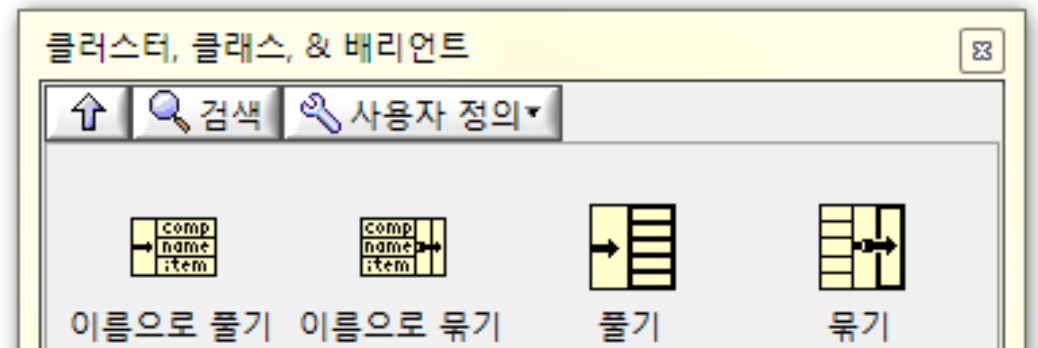 클러스터, 클래스, & 배리언트
검색 사용자 정의
comp name item
comp name item
이름으로 풀기 이름으로 묶기 풀기 묶기